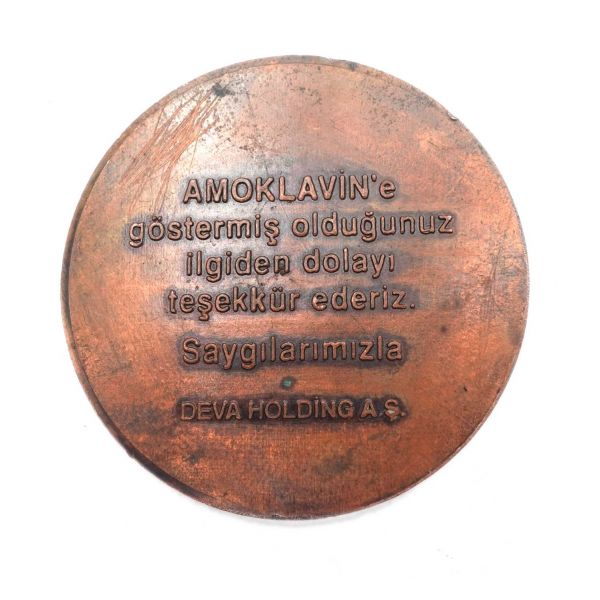 AMOKLAVİN'e
göstermiş olduğunuz
ilgiden dolayı
teşekkür ederiz.
Saygılarımızla
DEVA HOLDİNG A.Ş.